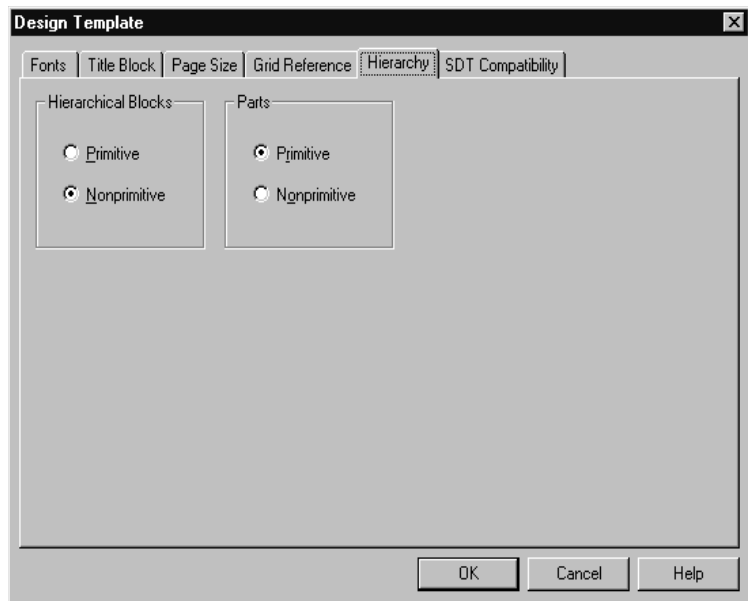 Design Template
Fonts Title Block Page Size Grid Reference Hierarchy SDT Compatibility
Hierarchical Blocks Parts
Primitive Primitive
Nonprimitive Nonprimitive
OK Cancel Help